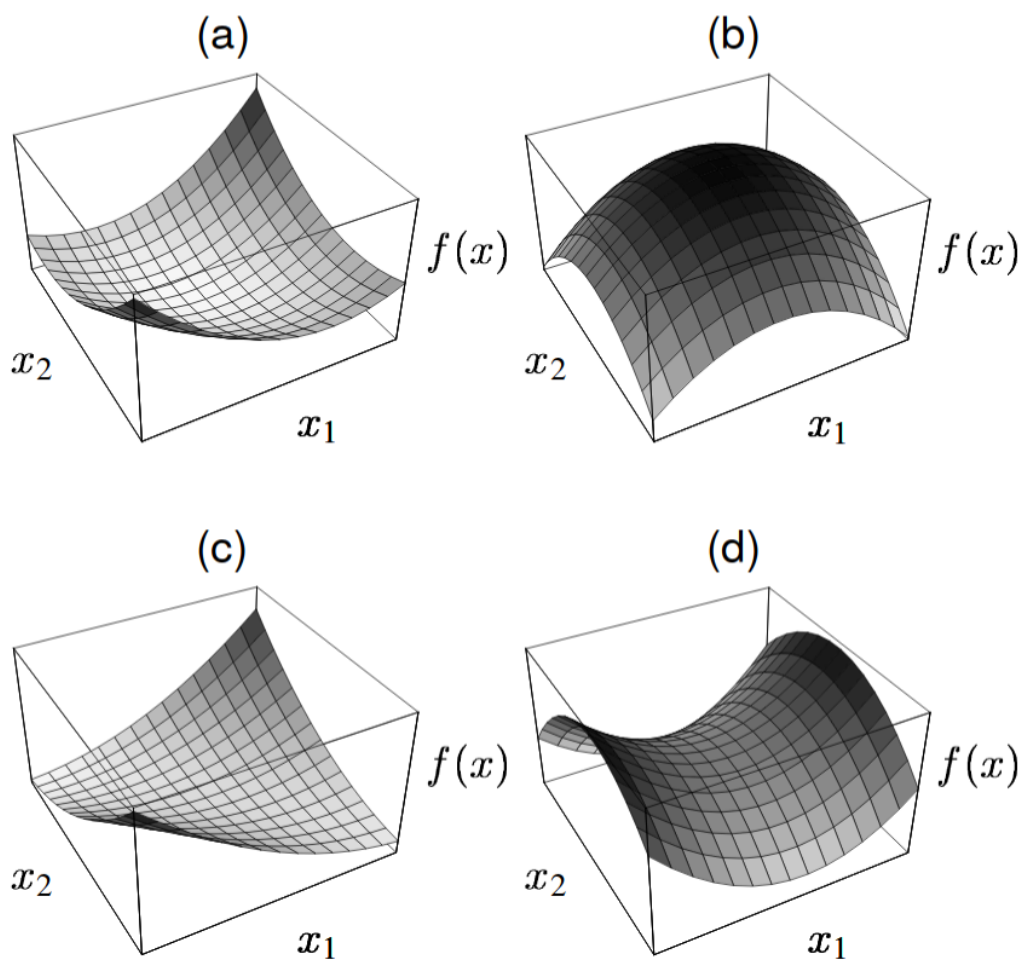 (a) (b)
f(x) f(x)
x₂ x₂
x₁ x₁
(c) (d)
f(x) f(x)
x₂ x₂
x₁ x₁